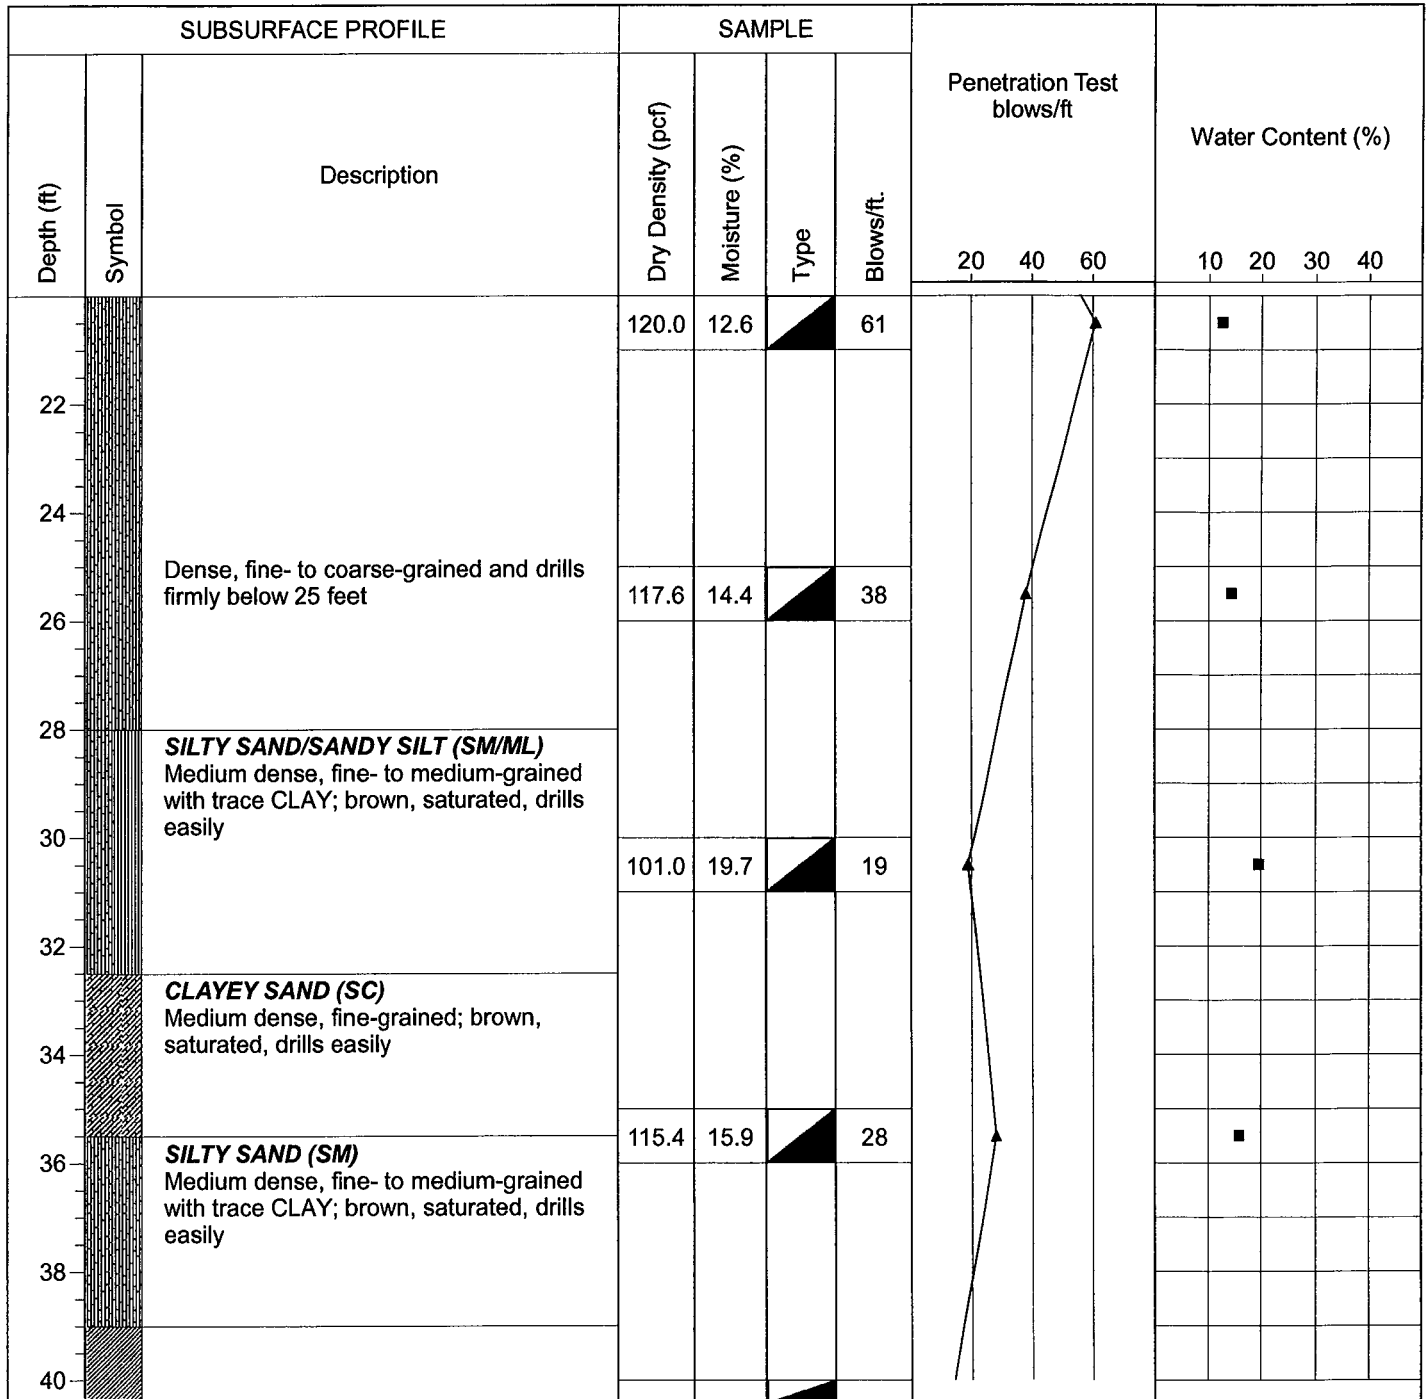 SUBSURFACE PROFILE
SAMPLE
Depth (ft)
Symbol
Description
Dry Density (pcf)
Moisture (%)
Type
Blows/ft.
Penetration Test
blows/ft
20 40 60
Water Content (%)
10 20 30 40
120.0 12.6 61
22
24
Dense, fine- to coarse-grained and drills
firmly below 25 feet
117.6 14.4 38
26
28
SILTY SAND/SANDY SILT (SM/ML)
Medium dense, fine- to medium-grained
with trace CLAY; brown, saturated, drills
easily
30
101.0 19.7 19
32
CLAYEY SAND (SC)
Medium dense, fine-grained; brown,
saturated, drills easily
34
115.4 15.9 28
36
SILTY SAND (SM)
Medium dense, fine- to medium-grained
with trace CLAY; brown, saturated, drills
easily
38
40